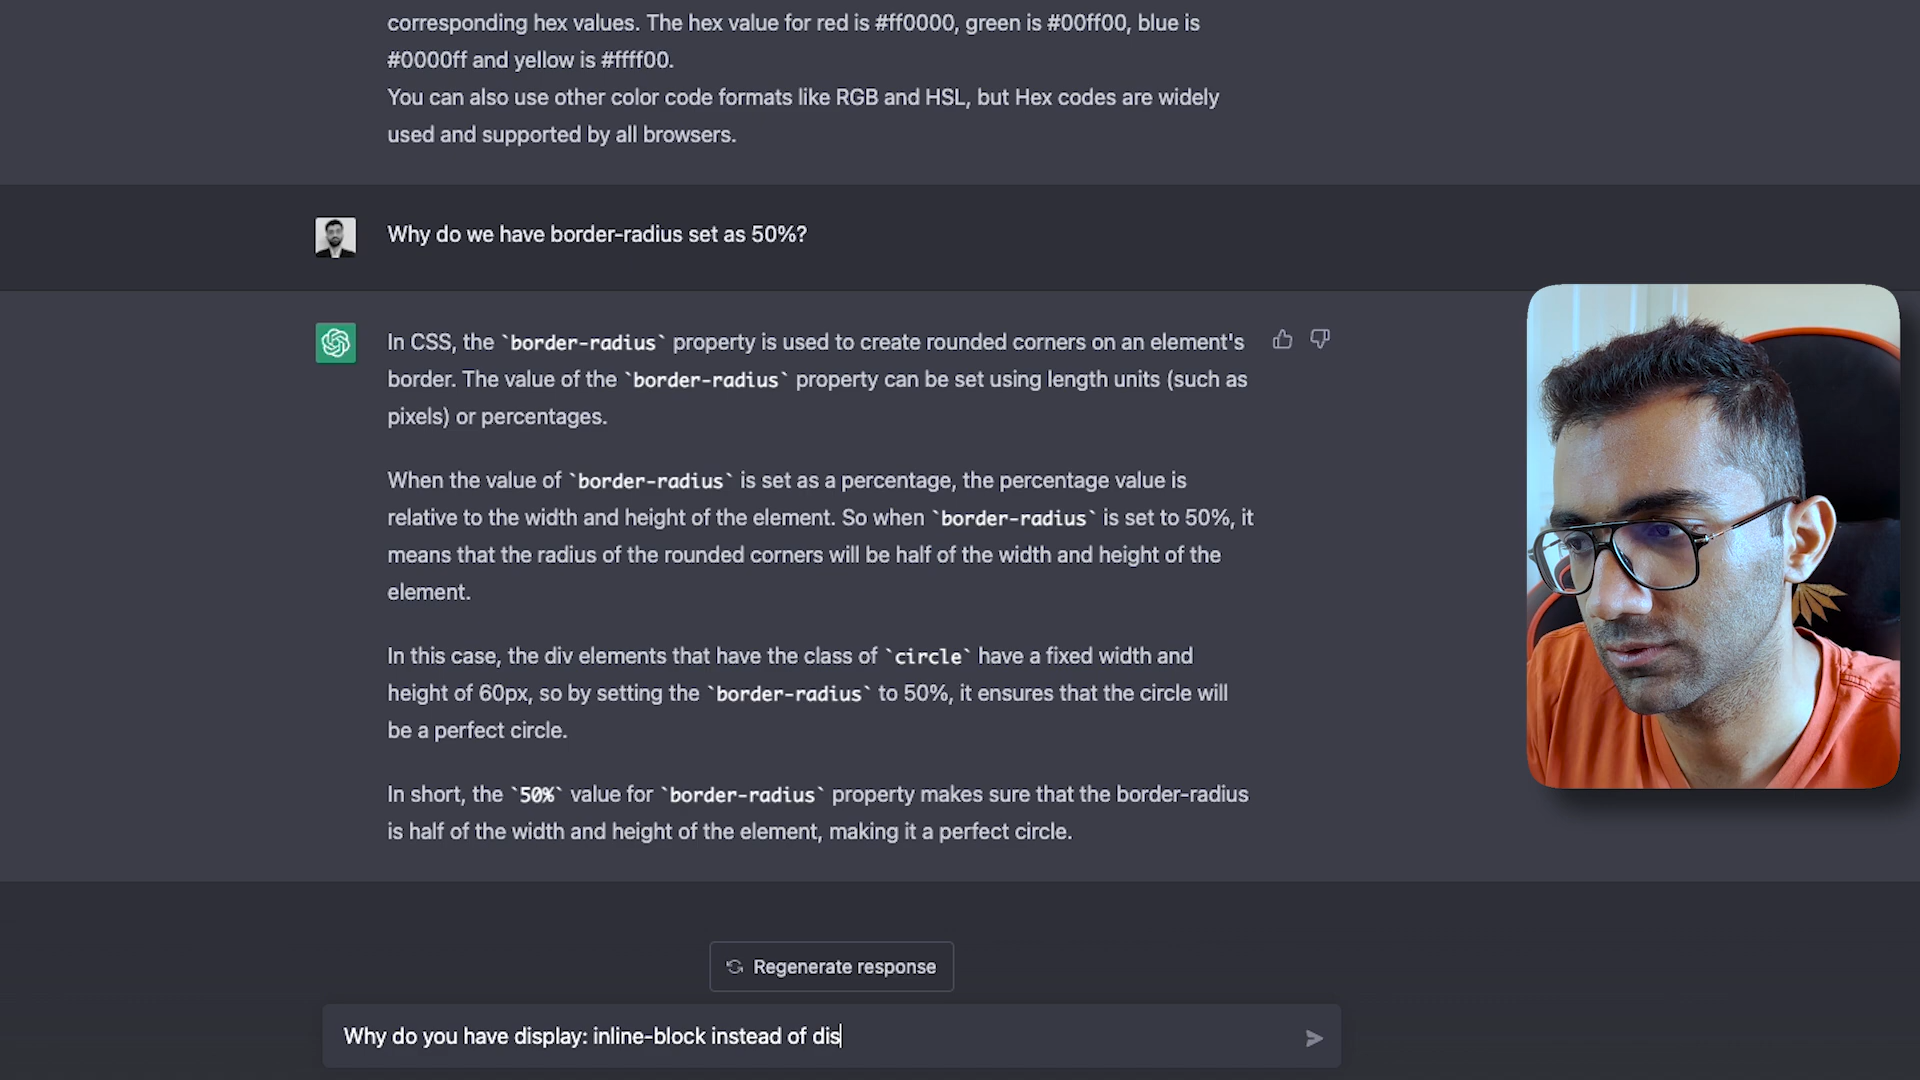 corresponding hex values. The hex value for red is #ff0000, green is #00ff00, blue is
#0000ff and yellow is #ffff00.
You can also use other color code formats like RGB and HSL, but Hex codes are widely
used and supported by all browsers.
Why do we have border-radius set as 50%?
In CSS, the `border-radius` property is used to create rounded corners on an element's
border. The value of the `border-radius` property can be set using length units (such as
pixels) or percentages.
When the value of `border-radius` is set as a percentage, the percentage value is
relative to the width and height of the element. So when `border-radius` is set to 50%, it
means that the radius of the rounded corners will be half of the width and height of the
element.
In this case, the div elements that have the class of `circle` have a fixed width and
height of 60px, so by setting the `border-radius` to 50%, it ensures that the circle will
be a perfect circle.
In short, the `50%` value for `border-radius` property makes sure that the border-radius
is half of the width and height of the element, making it a perfect circle.
Regenerate response
Why do you have display: inline-block instead of dis